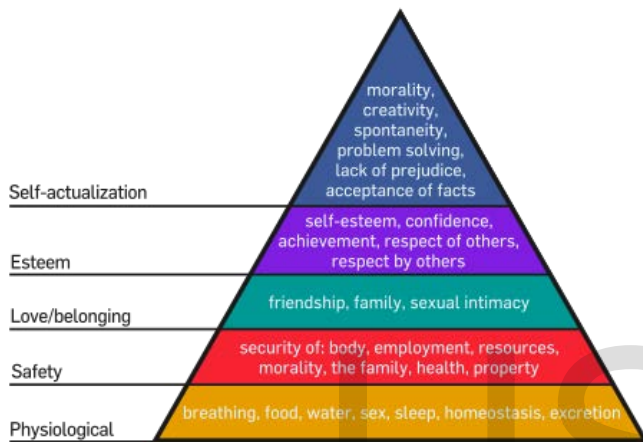 morality,
creativity,
spontaneity,
problem solving,
lack of prejudice,
acceptance of facts
Self-actualization
self-esteem, confidence,
achievement, respect of others,
respect by others
Esteem
friendship, family, sexual intimacy
Love/belonging
security of: body, employment, resources,
morality, the family, health, property
Safety
breathing, food, water, sex, sleep, homeostasis, excretion
Physiological